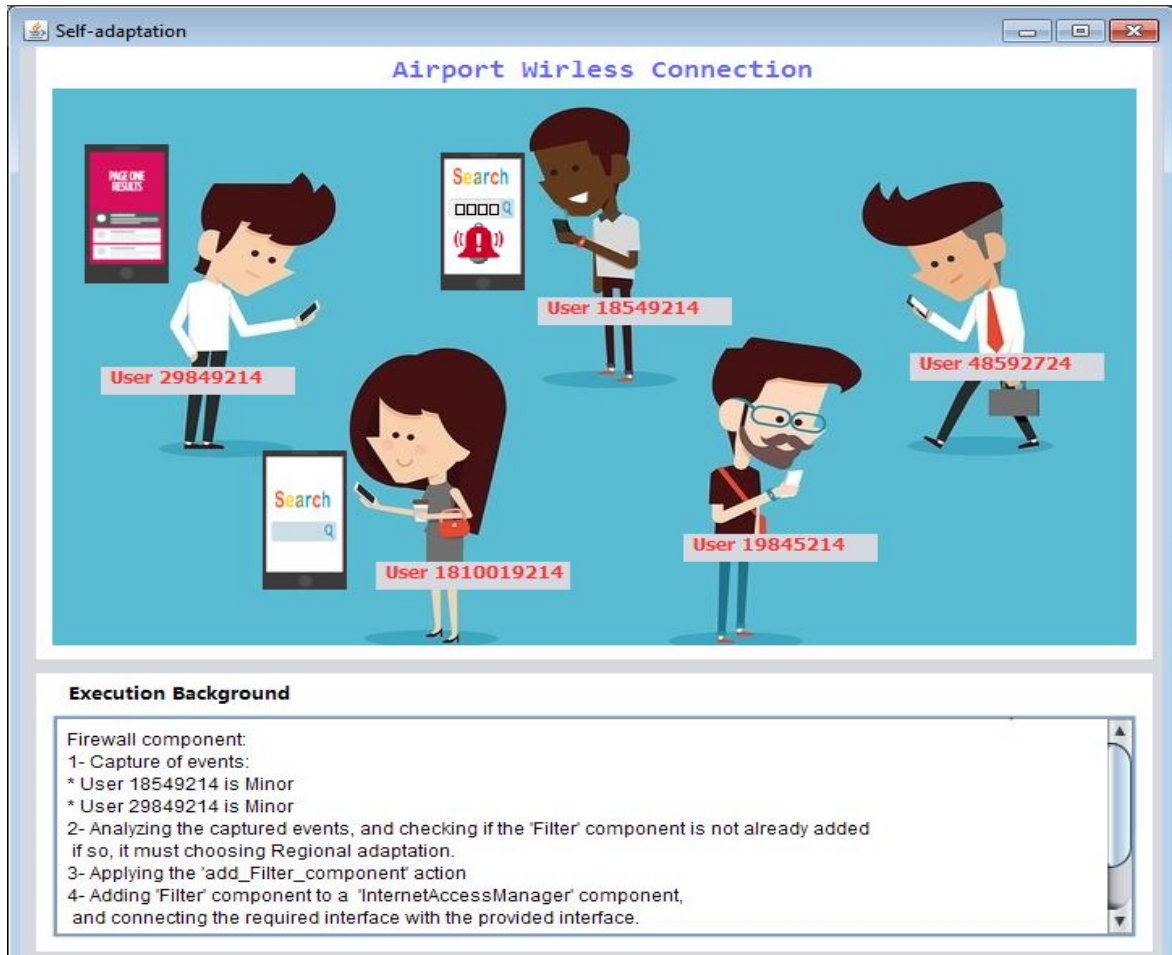 Self-adaptation
Airport Wirless Connection
PAGE ONE
RESULTS
Search
User 18549214
User 48592724
User 29849214
Search
User 19845214
User 1810019214
Execution Background
Firewall component:
1- Capture of events:
* User 18549214 is Minor
* User 29849214 is Minor
2- Analyzing the captured events, and checking if the 'Filter' component is not already added
if so, it must choosing Regional adaptation.
3- Applying the 'add_Filter_component' action
4- Adding 'Filter' component to a 'InternetAccessManager' component,
and connecting the required interface with the provided interface.